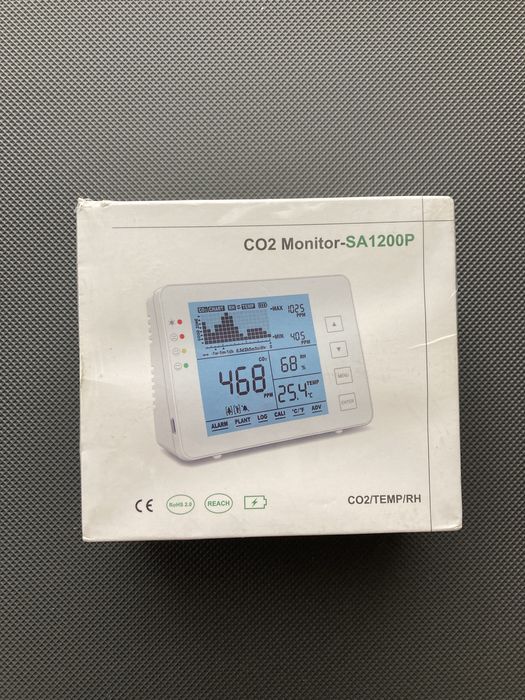 CO2 Monitor-SA1200P
CO₂ CHART RH TEMP
MAX 1025 PPM
MIN 405 PPM
CO₂
468 PPM
68 RH %
25.4 TEMP °C
ALARM PLANT LOG CALI °C/°F ADV
MENU
ENTER
CE
RoHS 2.0
REACH
CO2/TEMP/RH